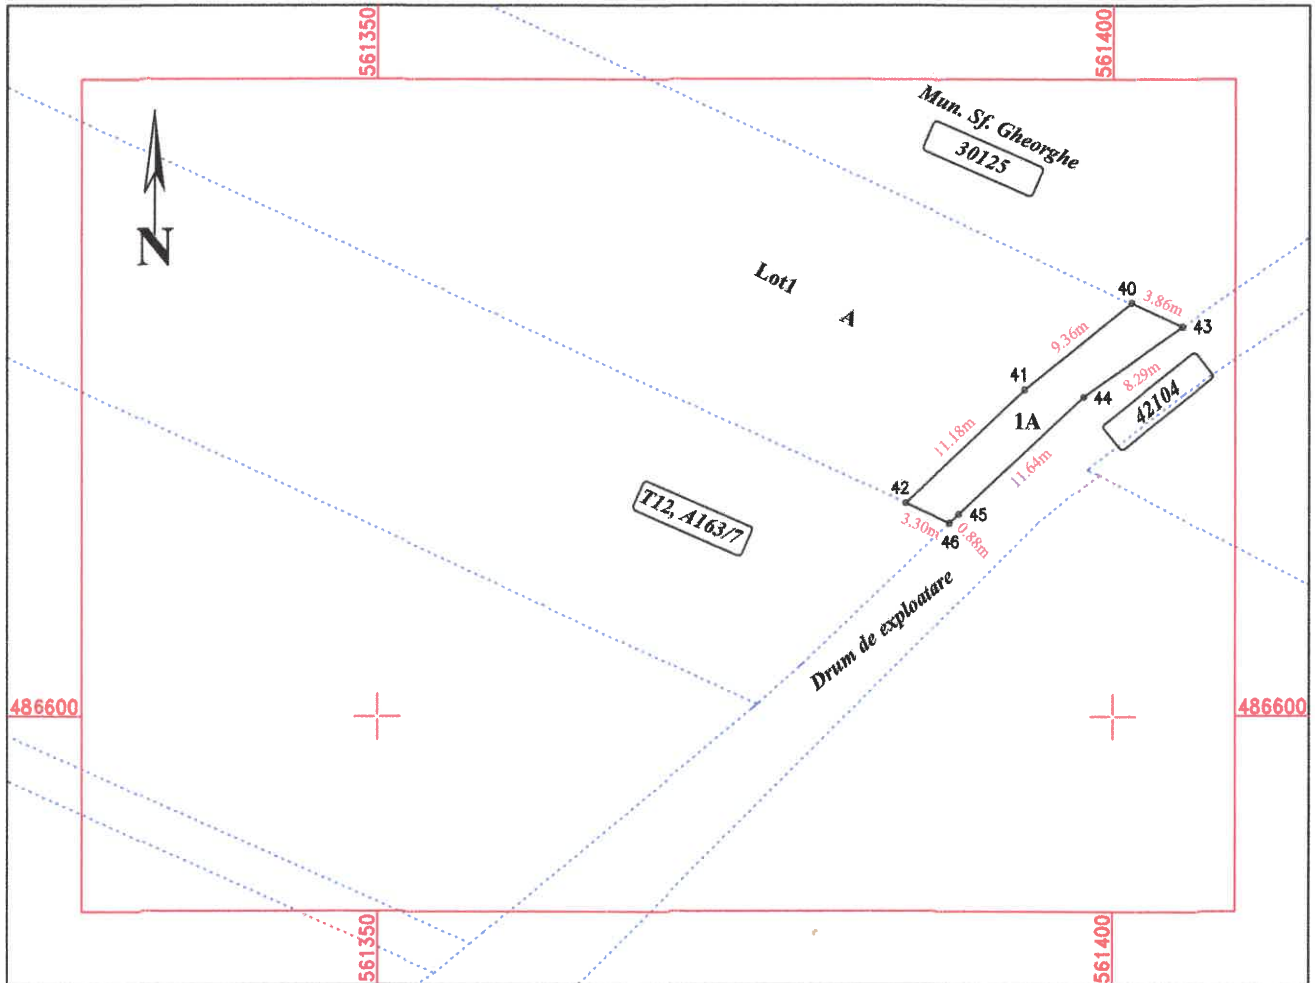 561350
561400
Mun. Sf. Gheorghe
30125
N
Lot1
A
40
3.86m
43
9.36m
41
8.29m
44
42104
1A
11.18m
11.64m
42
T12, A163/7
45
3.30m
0.88m
46
Drum de exploatare
486600
486600
561350
561400